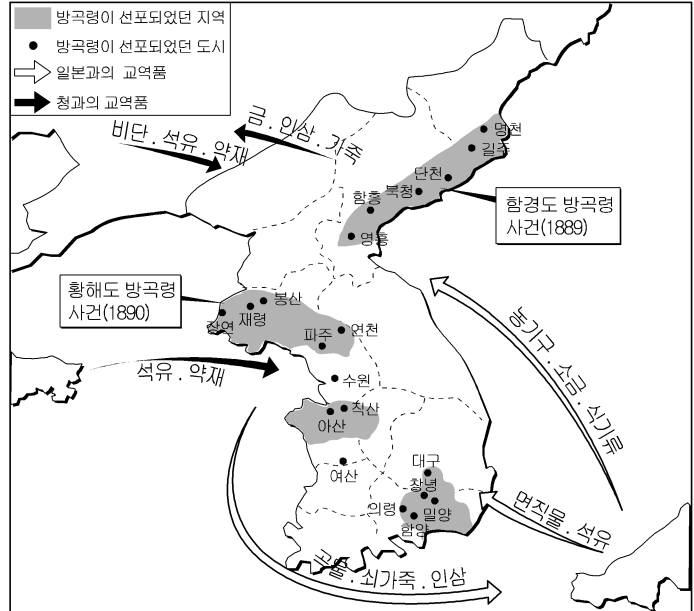 방곡령이 선포되었던 지역
방곡령이 선포되었던 도시
일본과의 교역품
청과의 교역품
비단.석유.약재
금.인삼.가죽
명천
길주
단천
북청
함흥
영흥
함경도 방곡령
사건(1889)
황해도 방곡령
사건(1890)
봉산
재령
장연
연천
파주
석유.약재
수원
직산
아산
여산
대구
창녕
의령
밀양
함양
농기구.소금.식기류
면직물.석유
곡물.쇠가죽.인삼